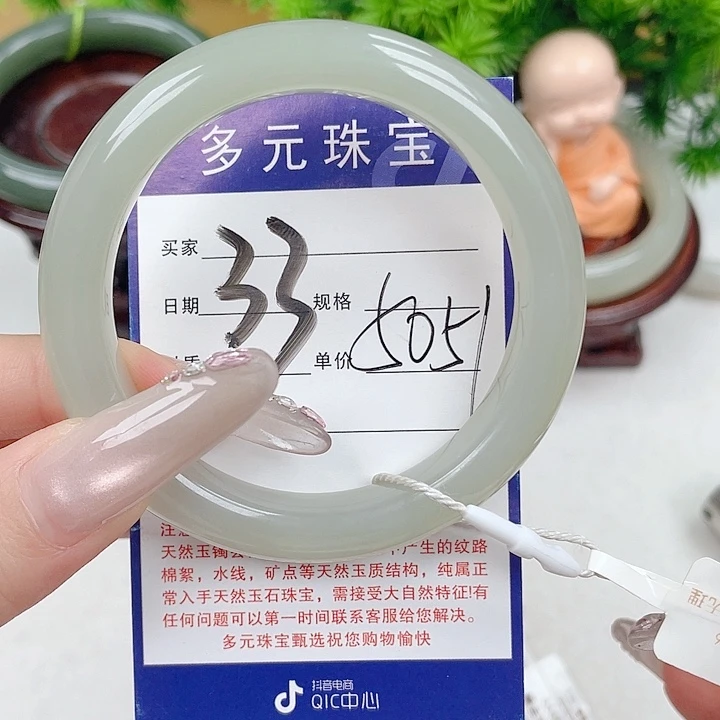 多元珠宝
买家
33
日期 规格
单价 5051
天然玉镯会
产生的纹路
棉絮，水线，矿点等天然玉质结构，纯属正
常入手天然玉石珠宝，需接受大自然特征!有
任何问题可以第一时间联系客服给您解决。
多元珠宝甄选祝您购物愉快
抖音电商
QIC中心